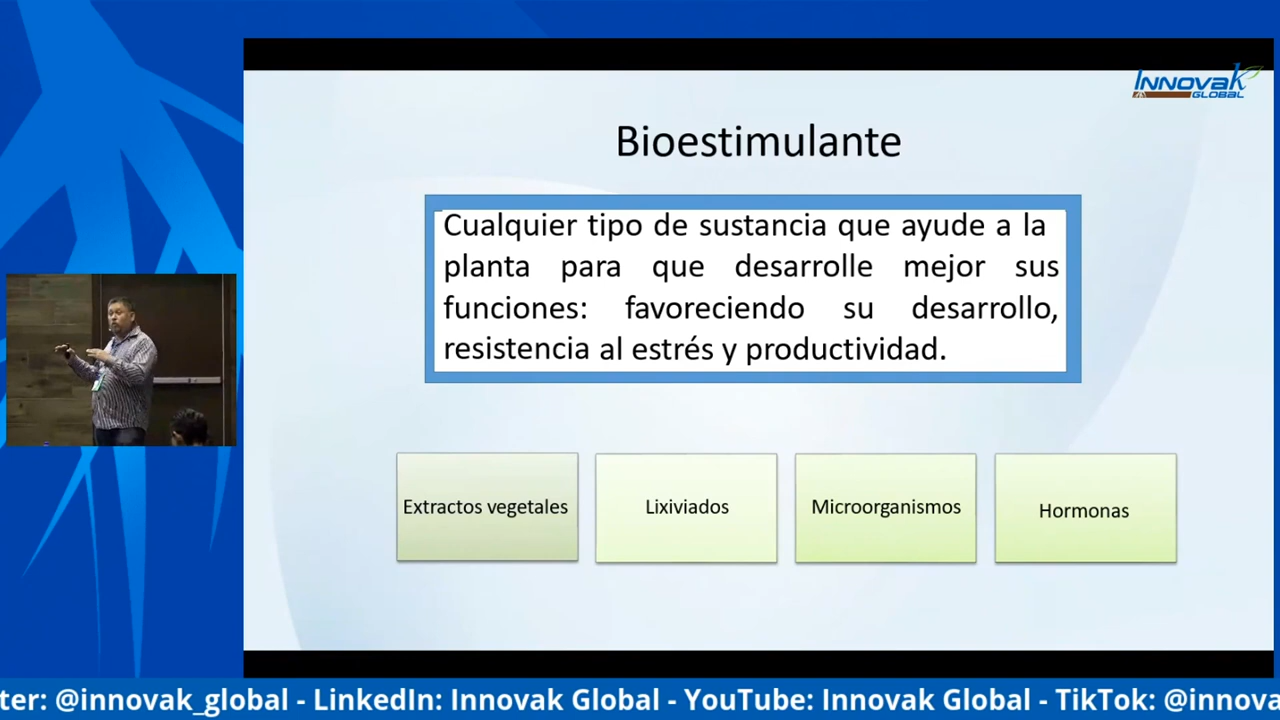 Innovak
GLOBAL
Bioestimulante
Cualquier tipo de sustancia que ayude a la
planta para que desarrolle mejor sus
funciones: favoreciendo su desarrollo,
resistencia al estrés y productividad.
Extractos vegetales
Lixiviados
Microorganismos
Hormonas
ter: @innovak_global - LinkedIn: Innovak Global - YouTube: Innovak Global - TikTok: @innova